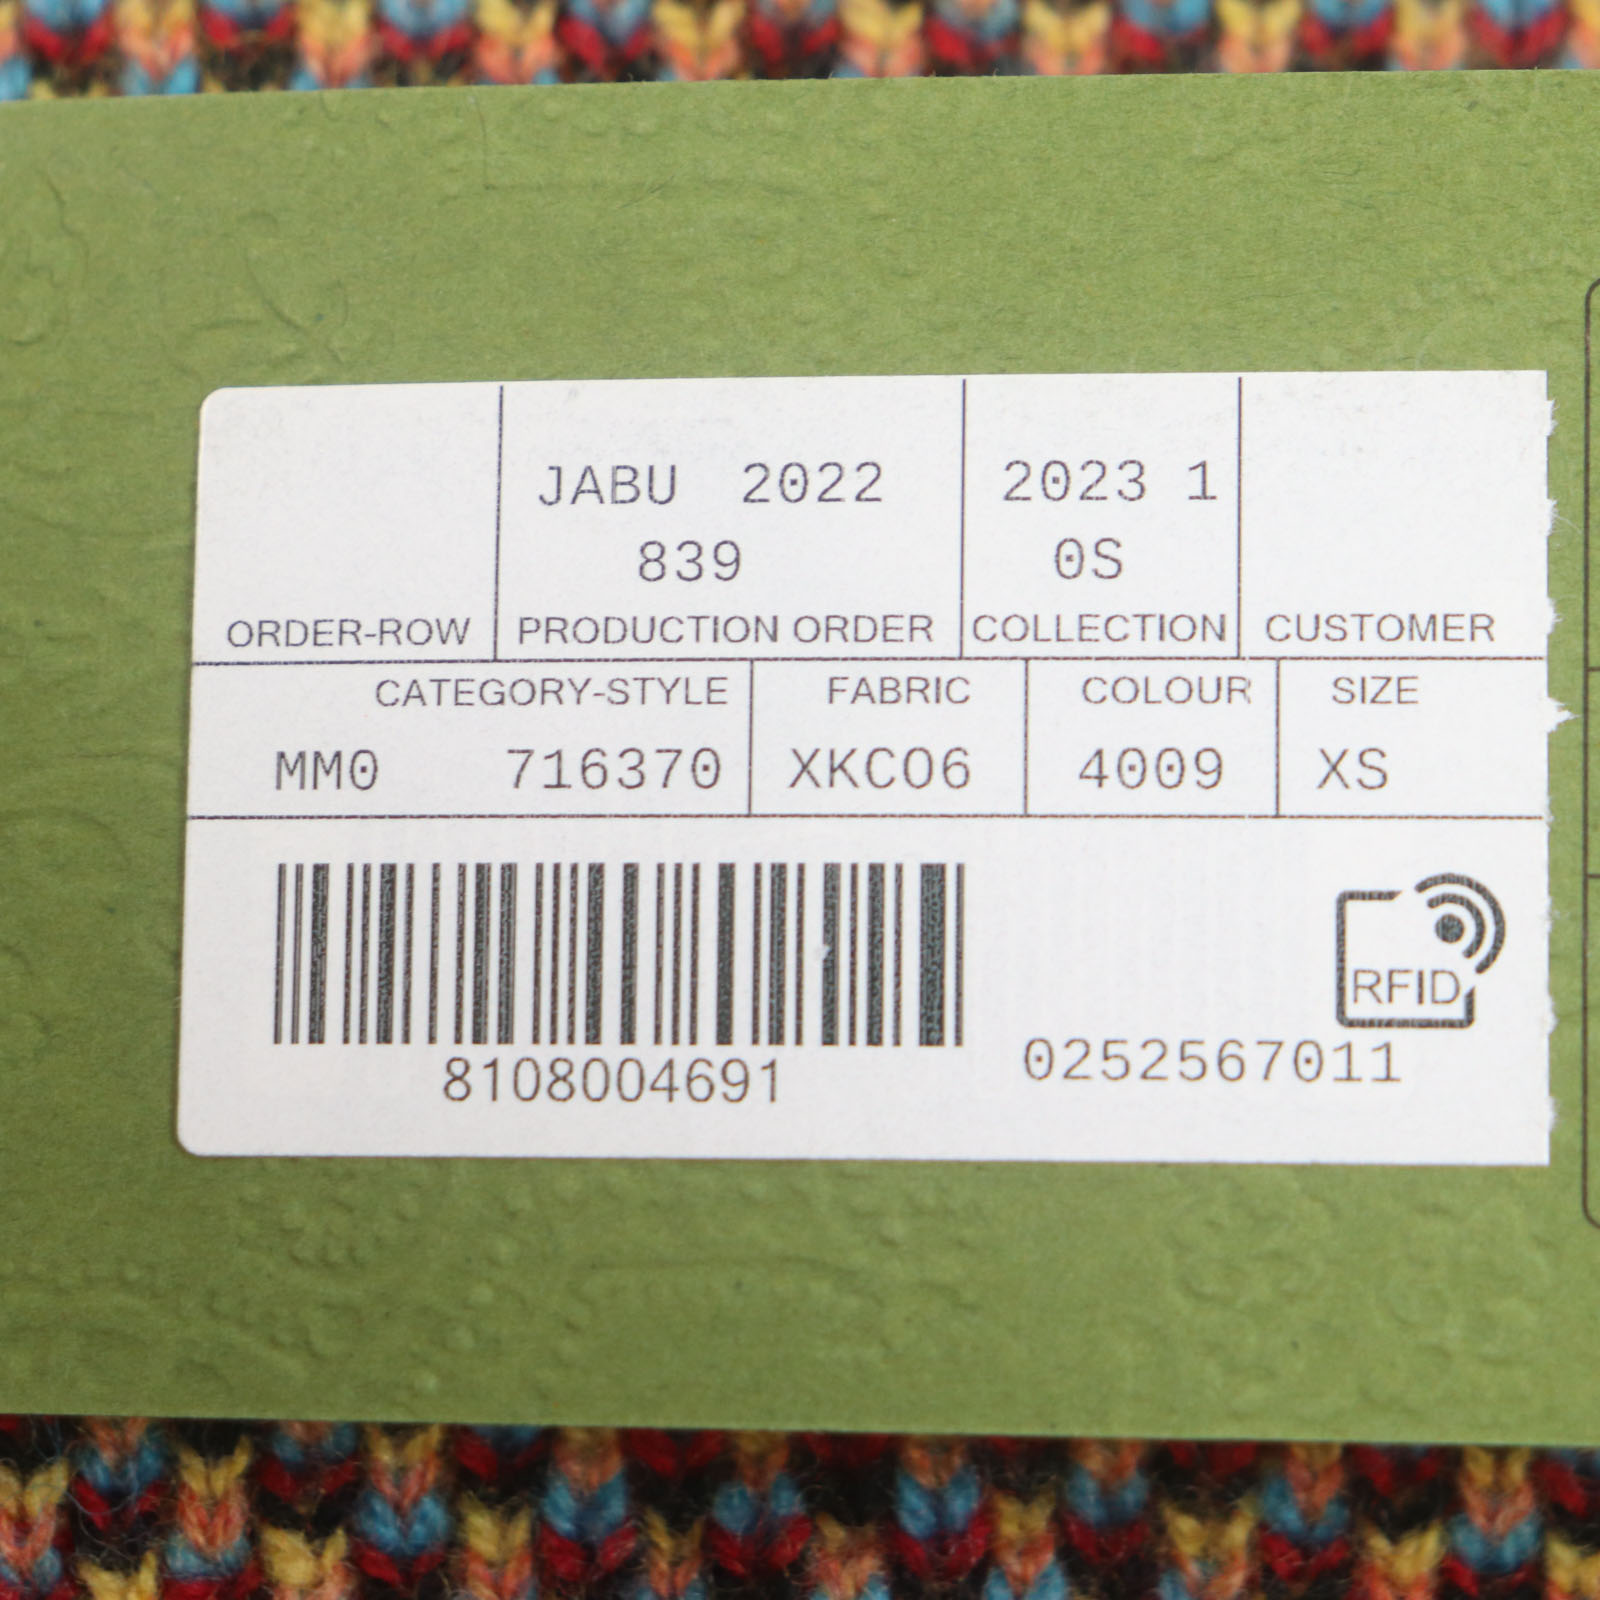 JABU 2022 2023 1
839 0S
ORDER-ROW PRODUCTION ORDER COLLECTION CUSTOMER
CATEGORY-STYLE FABRIC COLOUR SIZE
MM0 716370 XKC06 4009 XS
RFID
8108004691 0252567011